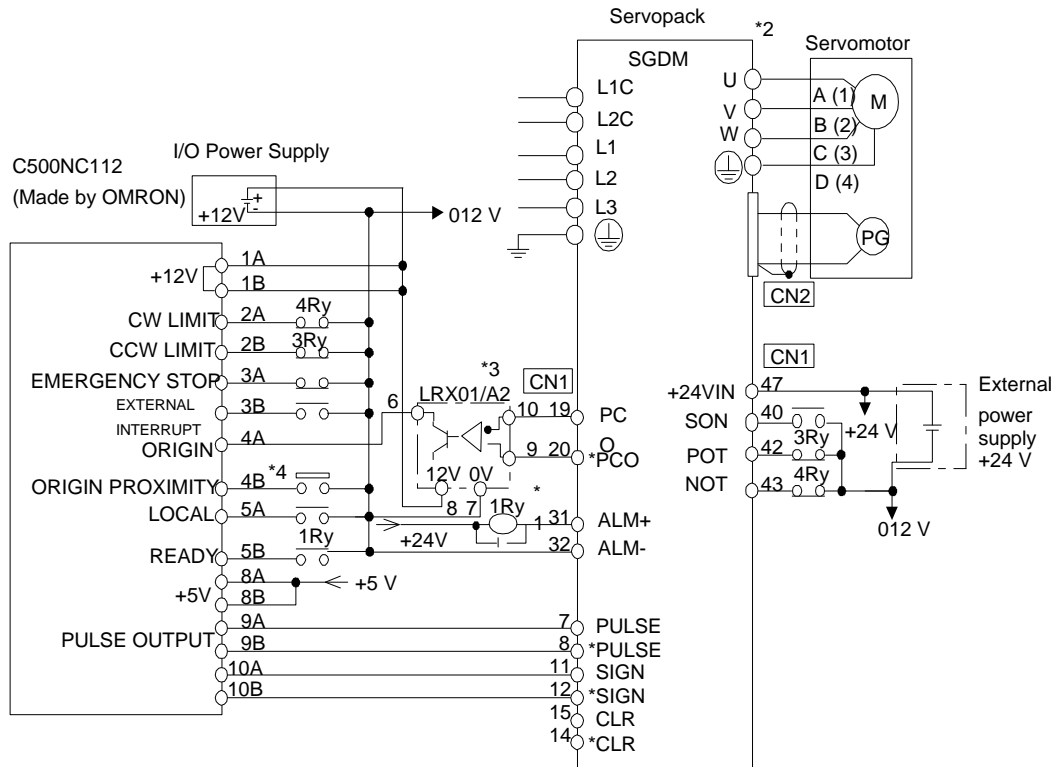 Servopack
*2
SGDM
Servomotor
L1C
L2C
L1
L2
L3
U
V
W
A (1)
B (2)
C (3)
D (4)
M
PG
CN2
C500NC112
(Made by OMRON)
I/O Power Supply
+
-
+12V
012 V
+12V
1A
1B
CW LIMIT
2A
4Ry
CCW LIMIT
2B
3Ry
EMERGENCY STOP
3A
EXTERNAL
INTERRUPT
3B
ORIGIN
4A
ORIGIN PROXIMITY
4B
*4
LOCAL
5A
READY
5B
1Ry
8A
+5V
8B
+5 V
PULSE OUTPUT
9A
9B
10A
10B
*3
LRX01/A2
CN1
6
10
19
PC
O
9
20
*PCO
12V
0V
8
7
*
1Ry
1
31
ALM+
+24V
32
ALM-
7
PULSE
8
*PULSE
11
SIGN
12
*SIGN
15
CLR
14
*CLR
CN1
+24VIN
47
SON
40
POT
42
3Ry
NOT
43
4Ry
+24 V
012 V
External
power
supply
+24 V